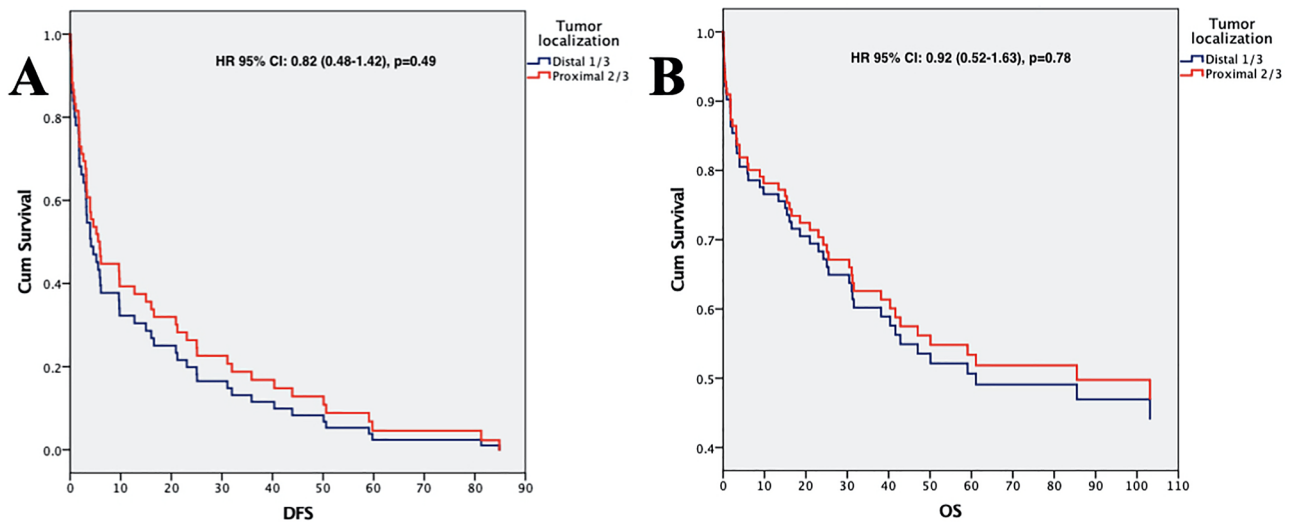 A
HR 95% CI: 0.82 (0.48-1.42), p=0.49
Tumor
localization
Distal 1/3
Proximal 2/3
Cum Survival
1.0
0.8
0.6
0.4
0.2
0.0
0 10 20 30 40 50 60 70 80 90
DFS
B
HR 95% CI: 0.92 (0.52-1.63), p=0.78
Tumor
localization
Distal 1/3
Proximal 2/3
Cum Survival
1.0
0.9
0.8
0.7
0.6
0.5
0.4
0 10 20 30 40 50 60 70 80 90 100 110
OS